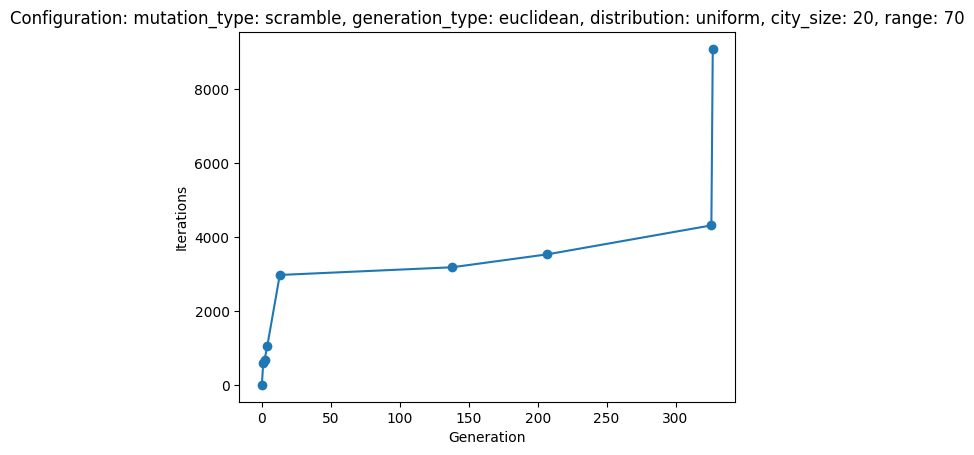 Configuration: mutation_type: scramble, generation_type: euclidean, distribution: uniform, city_size: 20, range: 70
8000
6000
4000
2000
0
Iterations
0 50 100 150 200 250 300
Generation